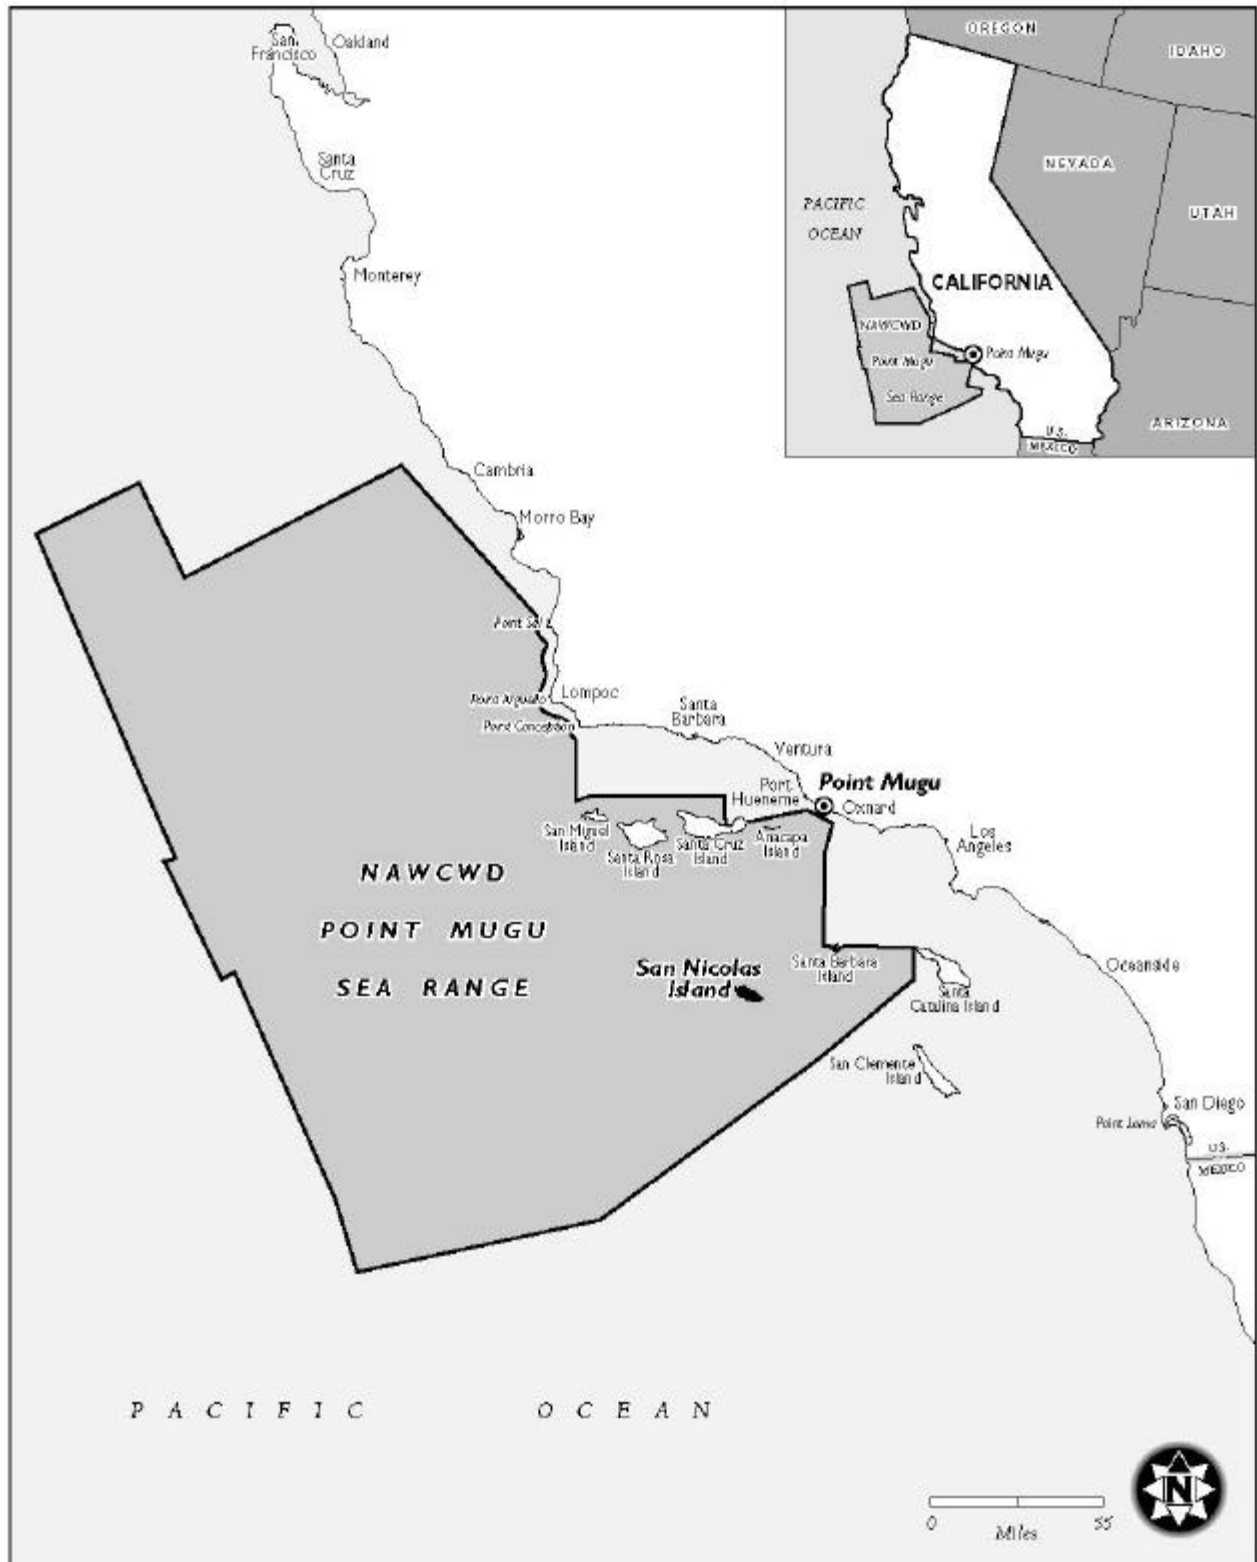 San
Francisco
Oakland
Santa
Cruz
Monterey
Cambria
Morro Bay
Point Sal
Point Arguello
Lompoc
Point Conception
Santa
Barbara
Ventura
Port
Hueneme
Point Mugu
Oxnard
Los
Angeles
San Miguel
Island
Santa Rosa
Island
Santa Cruz
Island
Anacapa
Island
NAWCWD
POINT MUGU
SEA RANGE
San Nicolas
Island
Santa Barbara
Island
Santa
Catalina Island
San Clemente
Island
Oceanside
San Diego
Point Loma
U.S.
MEXICO
PACIFIC OCEAN
0
55
Miles
N
OREGON
IDAHO
NEVADA
UTAH
PACIFIC
OCEAN
CALIFORNIA
NAWCWD
Point Mugu
Sea Range
Point Mugu
ARIZONA
U.S.
MEXICO